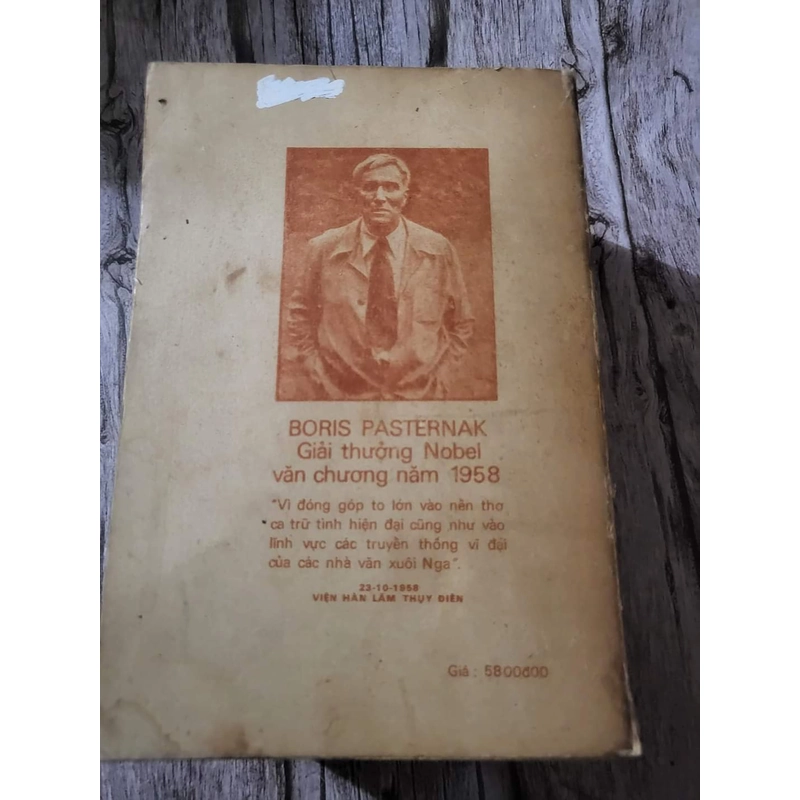 BORIS PASTERNAK
Giải thưởng Nobel
văn chương năm 1958
"Vì đóng góp to lớn vào nền thơ
ca trữ tình hiện đại cũng như vào
lĩnh vực các truyền thống vĩ đại
của các nhà văn xuôi Nga".
23-10-1958
VIỆN HÀN LÂM THỤY ĐIỂN
Giá : 5800đ00